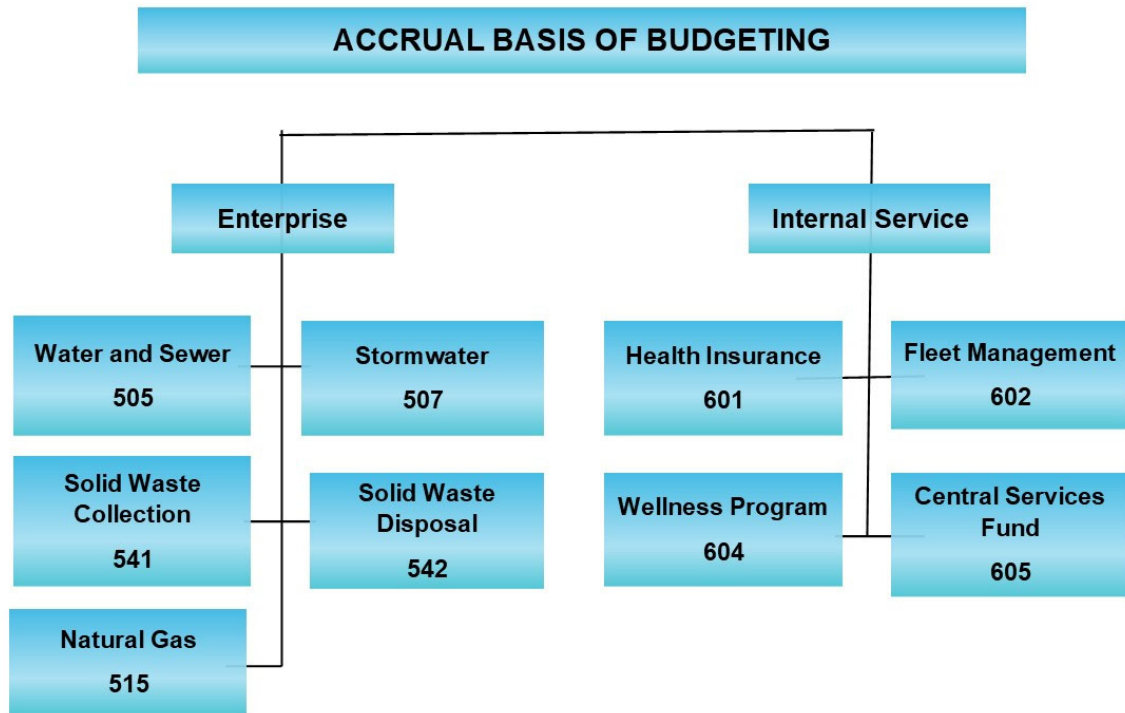 ACCRUAL BASIS OF BUDGETING
Enterprise
Internal Service
Water and Sewer
505
Stormwater
507
Health Insurance
601
Fleet Management
602
Solid Waste
Collection
541
Solid Waste
Disposal
542
Wellness Program
604
Central Services
Fund
605
Natural Gas
515